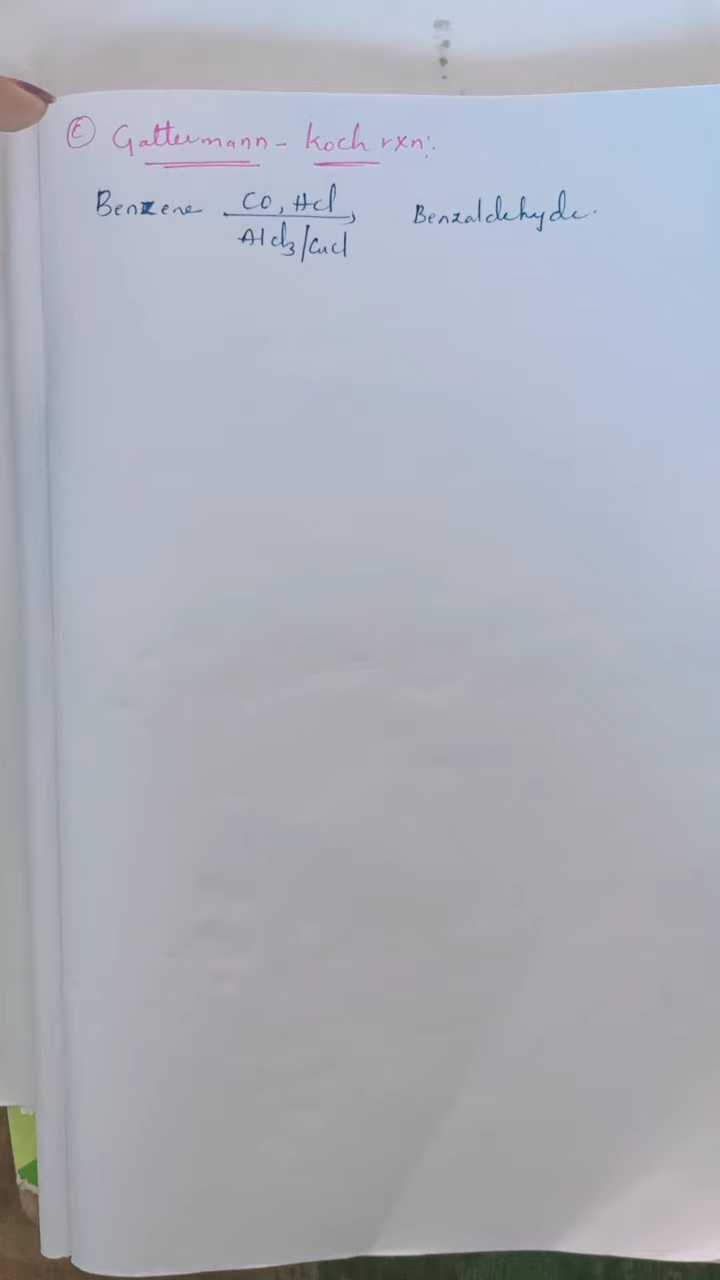 © Gattermann - Koch rxn:
Benzene CO, HCl Benzaldehyde.
AlCl3/CuCl